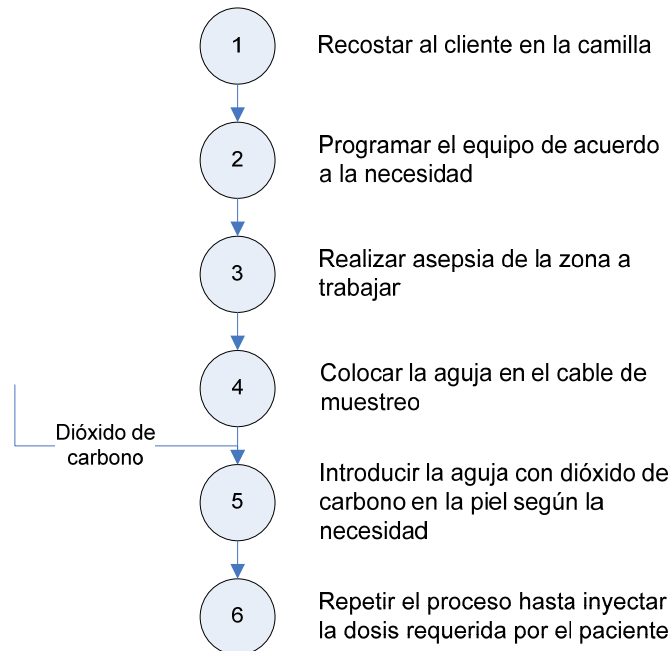 1
Recostar al cliente en la camilla
2
Programar el equipo de acuerdo
a la necesidad
3
Realizar asepsia de la zona a
trabajar
4
Colocar la aguja en el cable de
muestreo
Dióxido de
carbono
5
Introducir la aguja con dióxido de
carbono en la piel según la
necesidad
6
Repetir el proceso hasta inyectar
la dosis requerida por el paciente